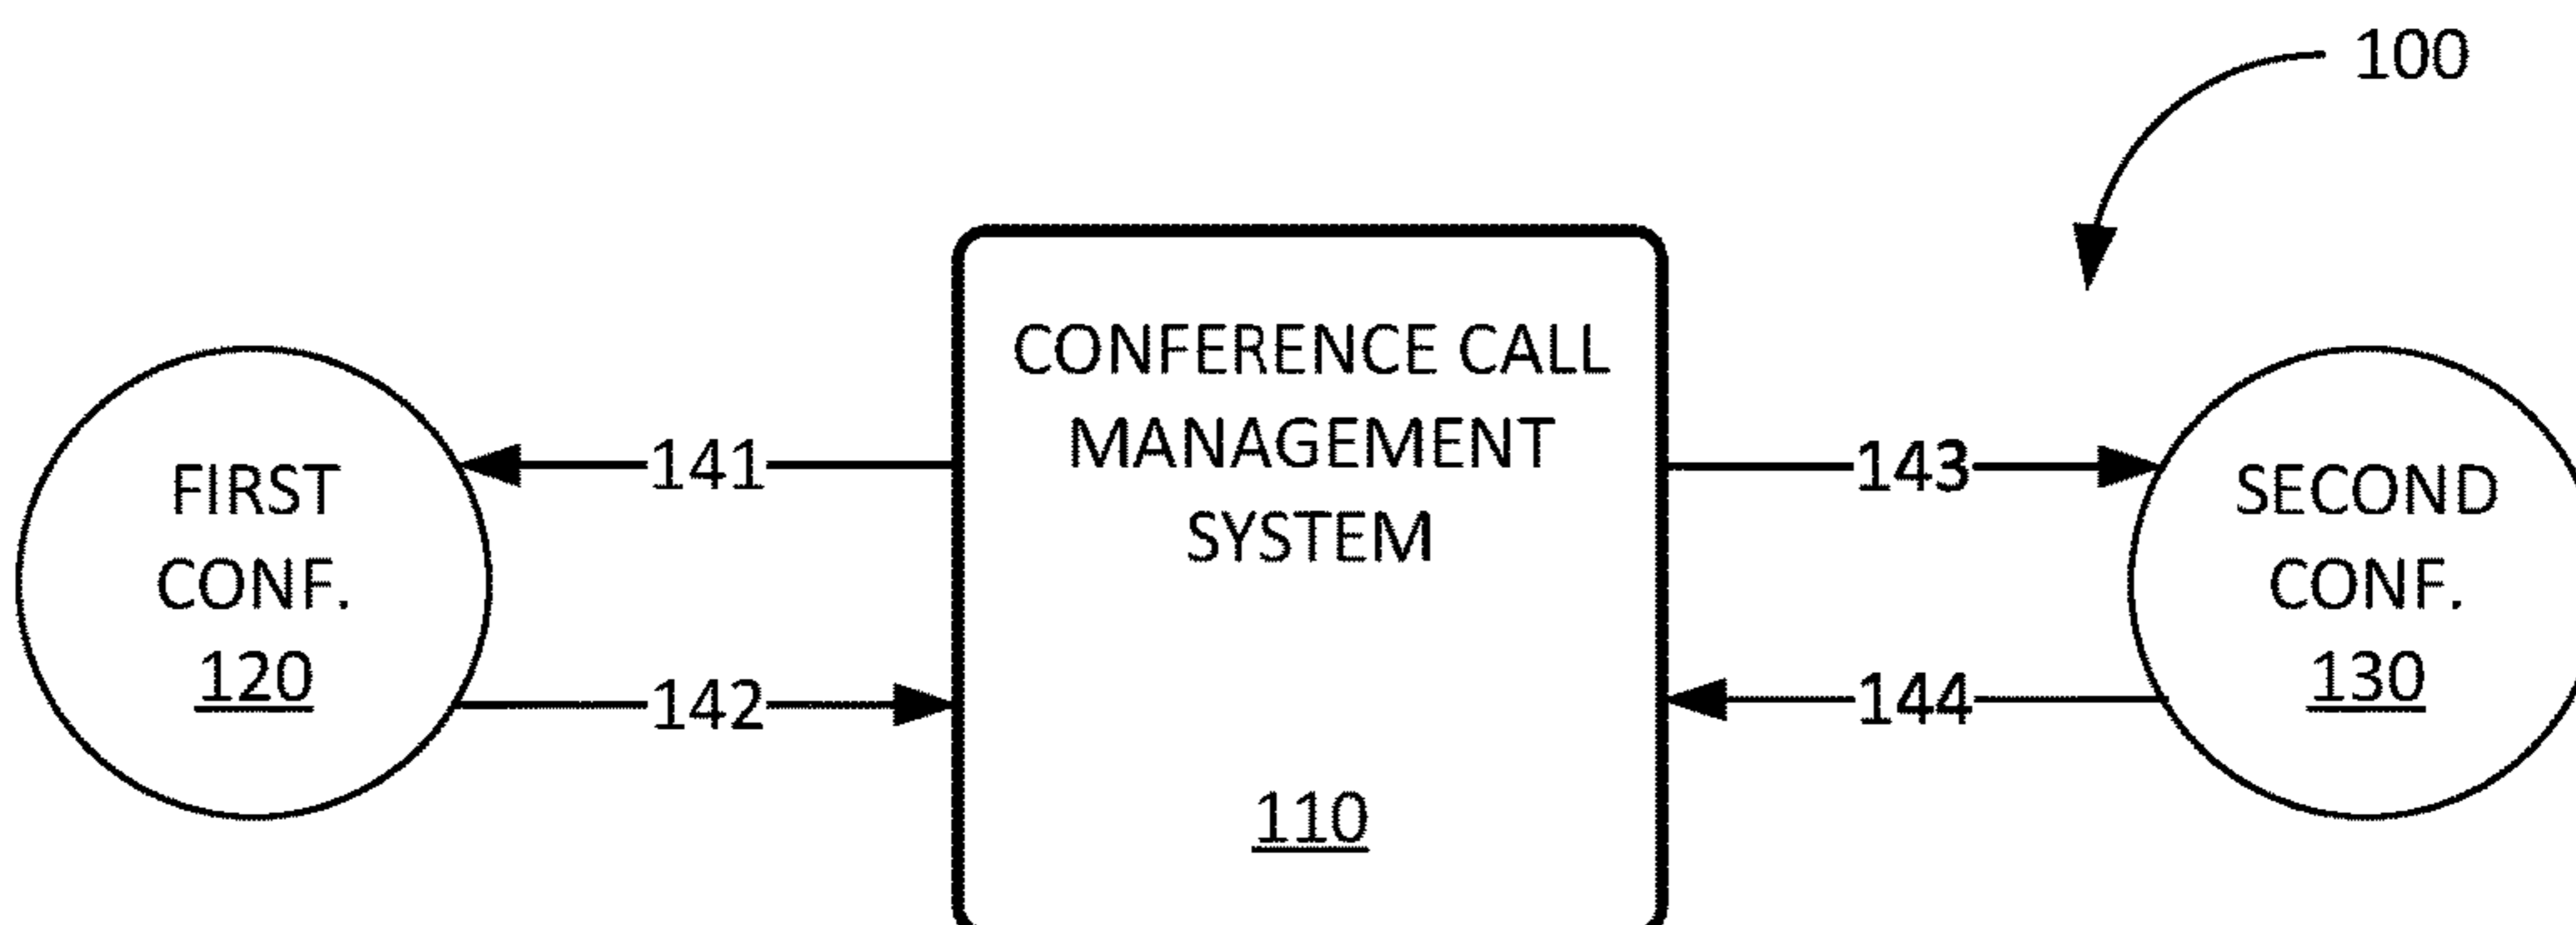 100
CONFERENCE CALL
MANAGEMENT
SYSTEM
110
FIRST
CONF.
120
141
142
143
144
SECOND
CONF.
130